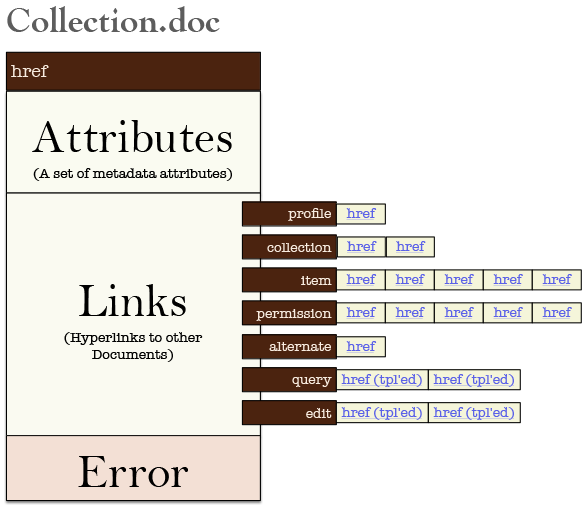 Collection.doc
href
Attributes
(A set of metadata attributes)
profile href
collection href href
item href href href href href
Links
permission href href href href href
(Hyperlinks to other
Documents)
alternate href
query href (tpl'ed) href (tpl'ed)
edit href (tpl'ed) href (tpl'ed)
Error